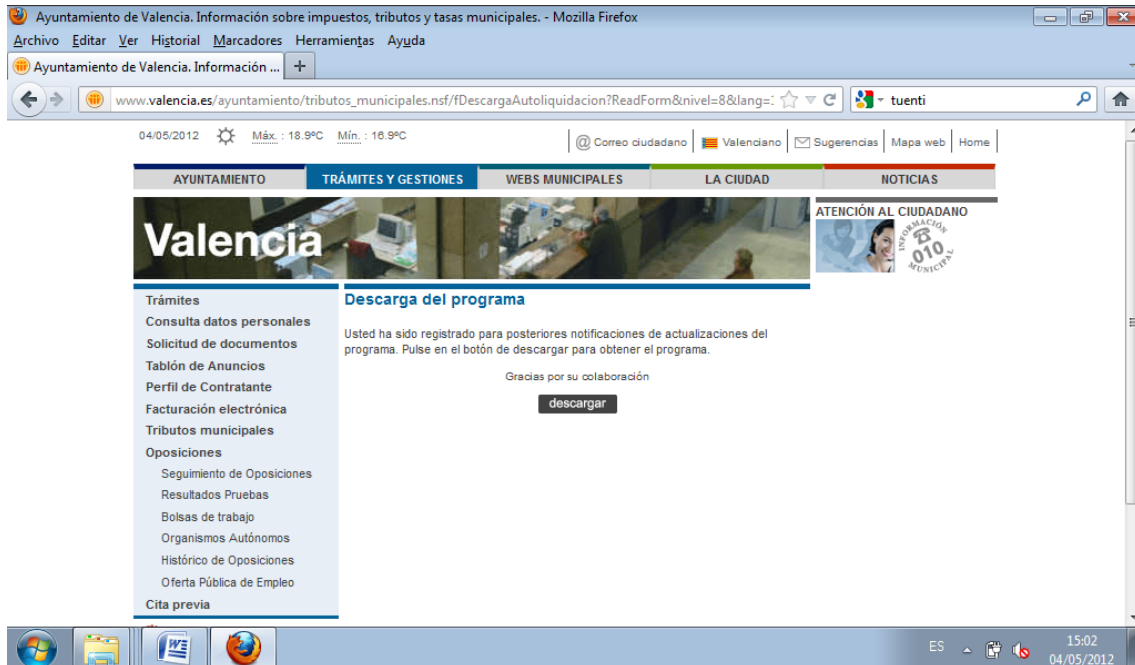 Ayuntamiento de Valencia. Información sobre impuestos, tributos y tasas municipales. - Mozilla Firefox
Archivo Editar Ver Historial Marcadores Herramientas Ayuda
Ayuntamiento de Valencia. Información ... +
www.valencia.es/ayuntamiento/tributos_municipales.nsf/fDescargaAutoliquidacion?ReadForm&nivel=8&lang=
tuenti
04/05/2012 Máx. : 18.9ºC Mín. : 16.9ºC
@ Correo ciudadano Valenciano Sugerencias Mapa web Home
AYUNTAMIENTO TRÁMITES Y GESTIONES WEBS MUNICIPALES LA CIUDAD NOTICIAS
Valencia
ATENCIÓN AL CIUDADANO
INFORMACIÓN
010
MUNICIPAL
Trámites
Consulta datos personales
Solicitud de documentos
Tablón de Anuncios
Perfil de Contratante
Facturación electrónica
Tributos municipales
Oposiciones
Seguimiento de Oposiciones
Resultados Pruebas
Bolsas de trabajo
Organismos Autónomos
Histórico de Oposiciones
Oferta Pública de Empleo
Cita previa
Descarga del programa
Usted ha sido registrado para posteriores notificaciones de actualizaciones del
programa. Pulse en el botón de descargar para obtener el programa.
Gracias por su colaboración
descargar
ES
15:02
04/05/2012